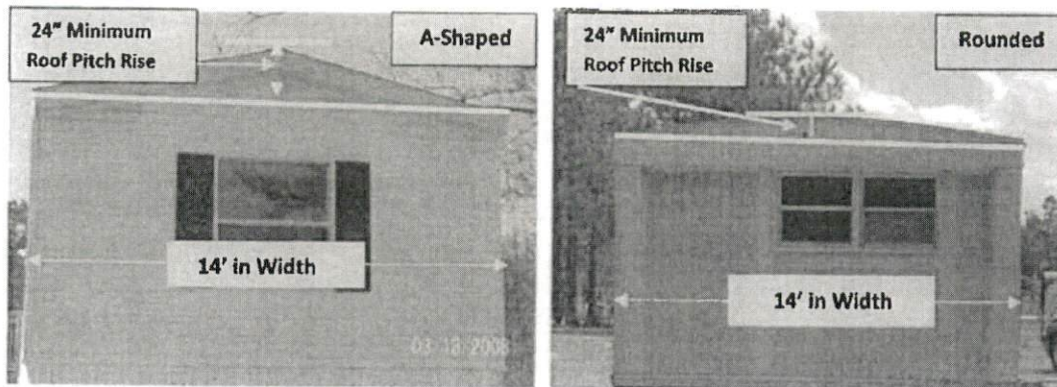 24" Minimum
Roof Pitch Rise
A-Shaped
14' in Width
03 13 2008
24" Minimum
Roof Pitch Rise
Rounded
14' in Width